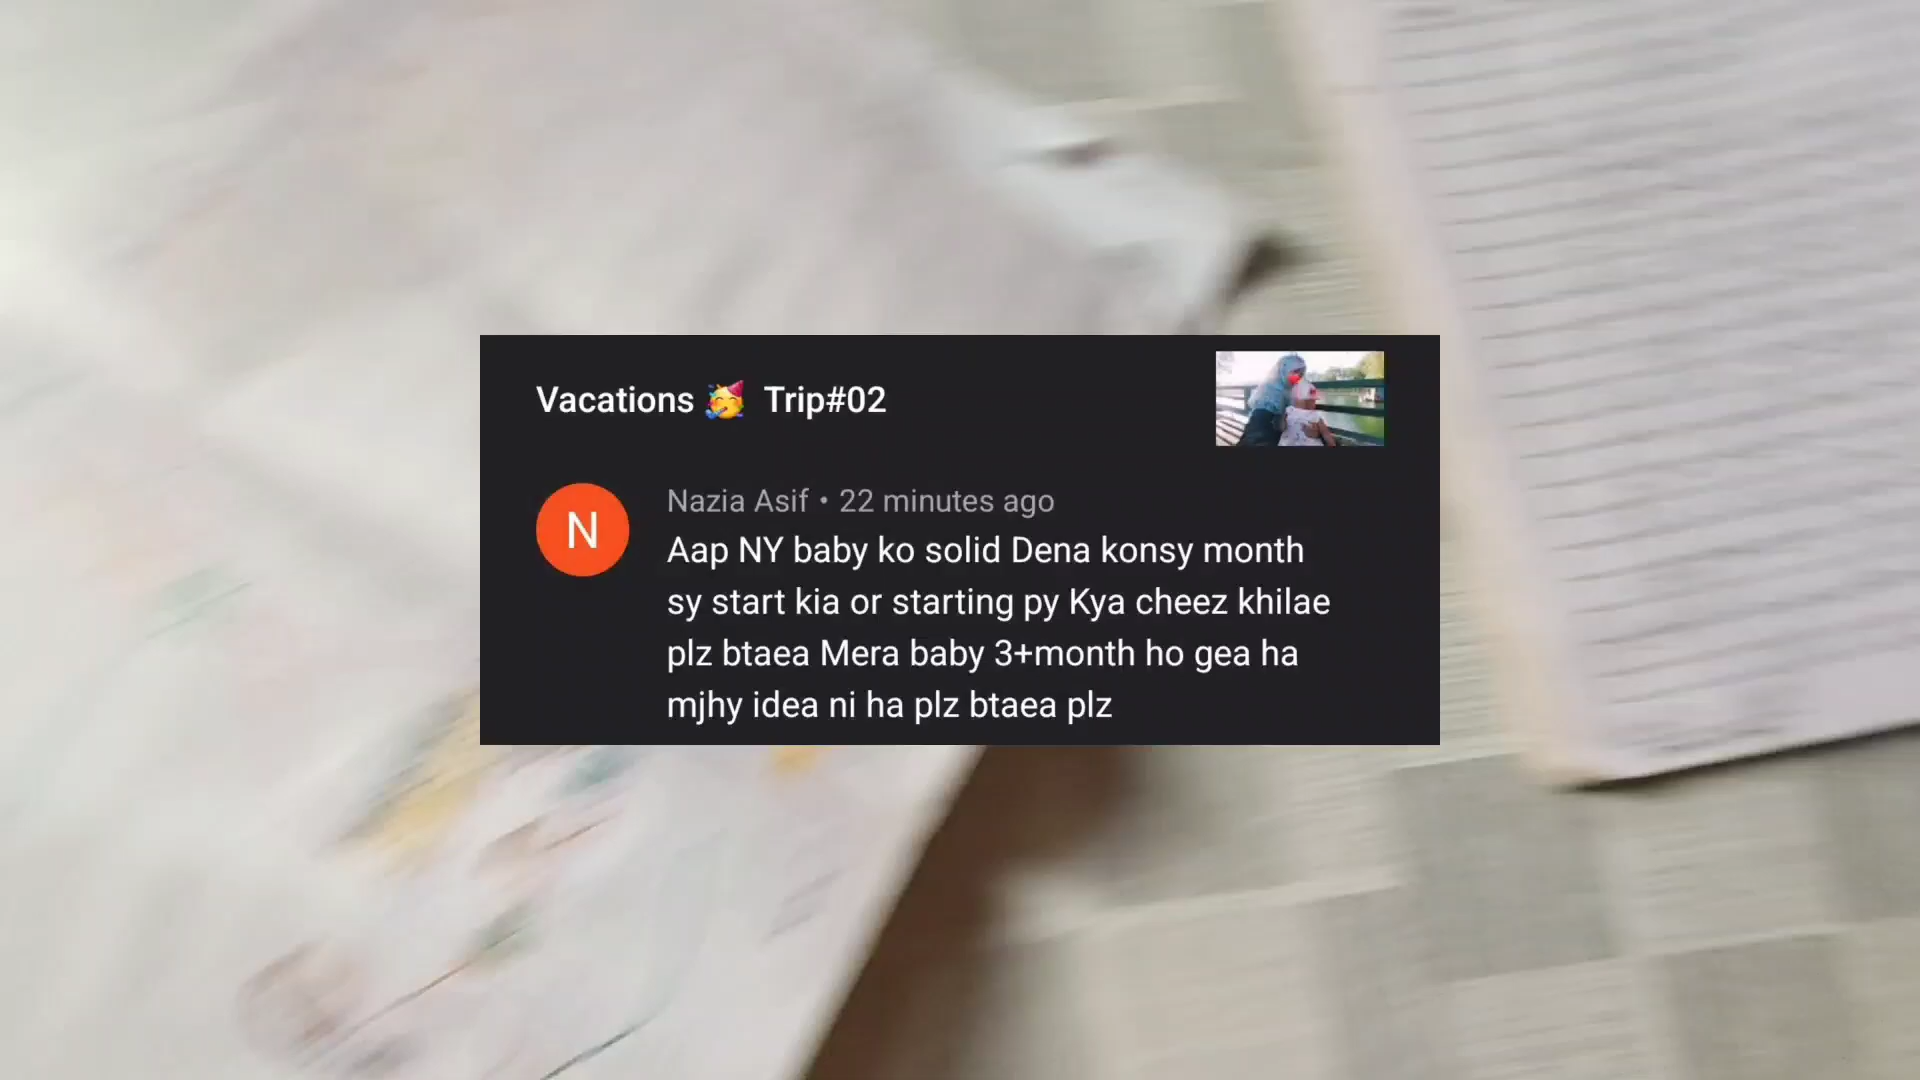 Vacations 🥳 Trip#02
N
Nazia Asif • 22 minutes ago
Aap NY baby ko solid Dena konsy month
sy start kia or starting py Kya cheez khilae
plz btaea Mera baby 3+month ho gea ha
mjhy idea ni ha plz btaea plz